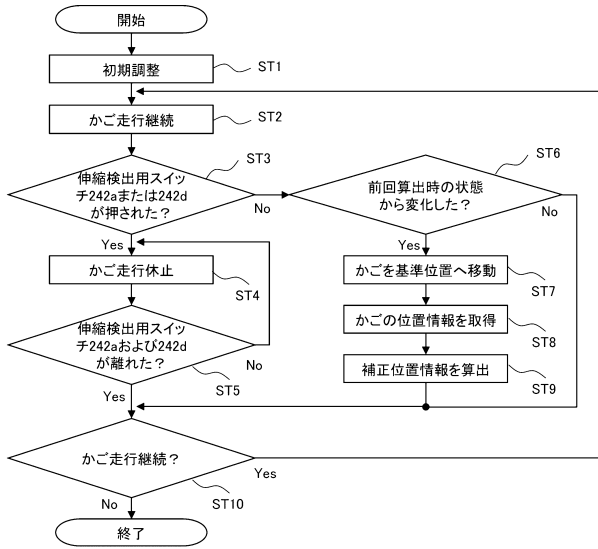 開始
初期調整
ST1
かご走行継続
ST2
伸縮検出用スイッ
チ242aまたは242d
が押された？
ST3
No
Yes
前回算出時の状態
から変化した？
ST6
No
Yes
かご走行休止
ST4
かごを基準位置へ移動
ST7
伸縮検出用スイッ
チ242aおよび242d
が離れた？
ST5
No
Yes
かごの位置情報を取得
ST8
補正位置情報を算出
ST9
かご走行継続？
ST10
Yes
No
終了